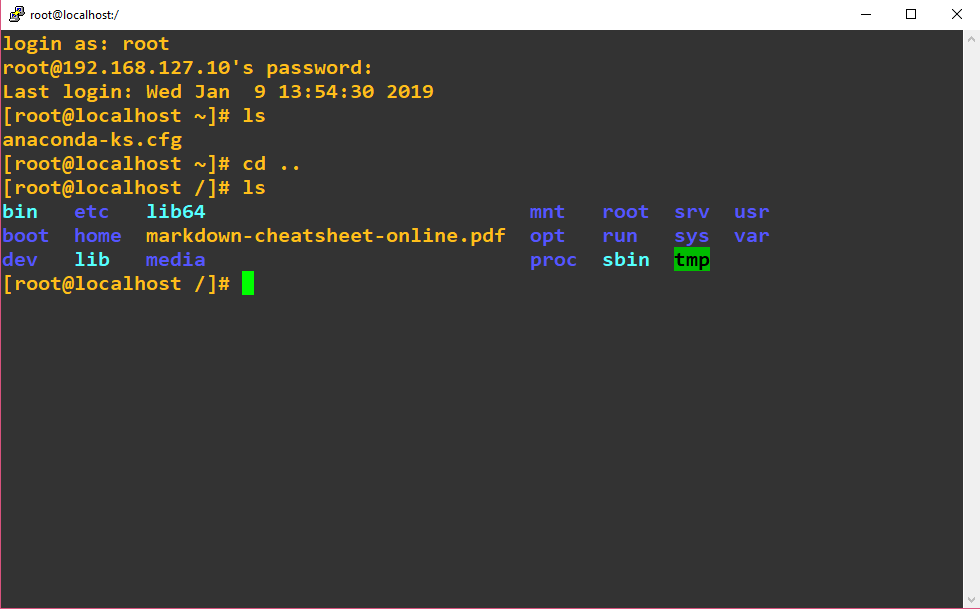 root@localhost:/
login as: root
root@192.168.127.10's password:
Last login: Wed Jan  9 13:54:30 2019
[root@localhost ~]# ls
anaconda-ks.cfg
[root@localhost ~]# cd ..
[root@localhost /]# ls
bin   etc   lib64                           mnt   root  srv  usr
boot  home  markdown-cheatsheet-online.pdf  opt   run   sys  var
dev   lib   media                           proc  sbin  tmp
[root@localhost /]#